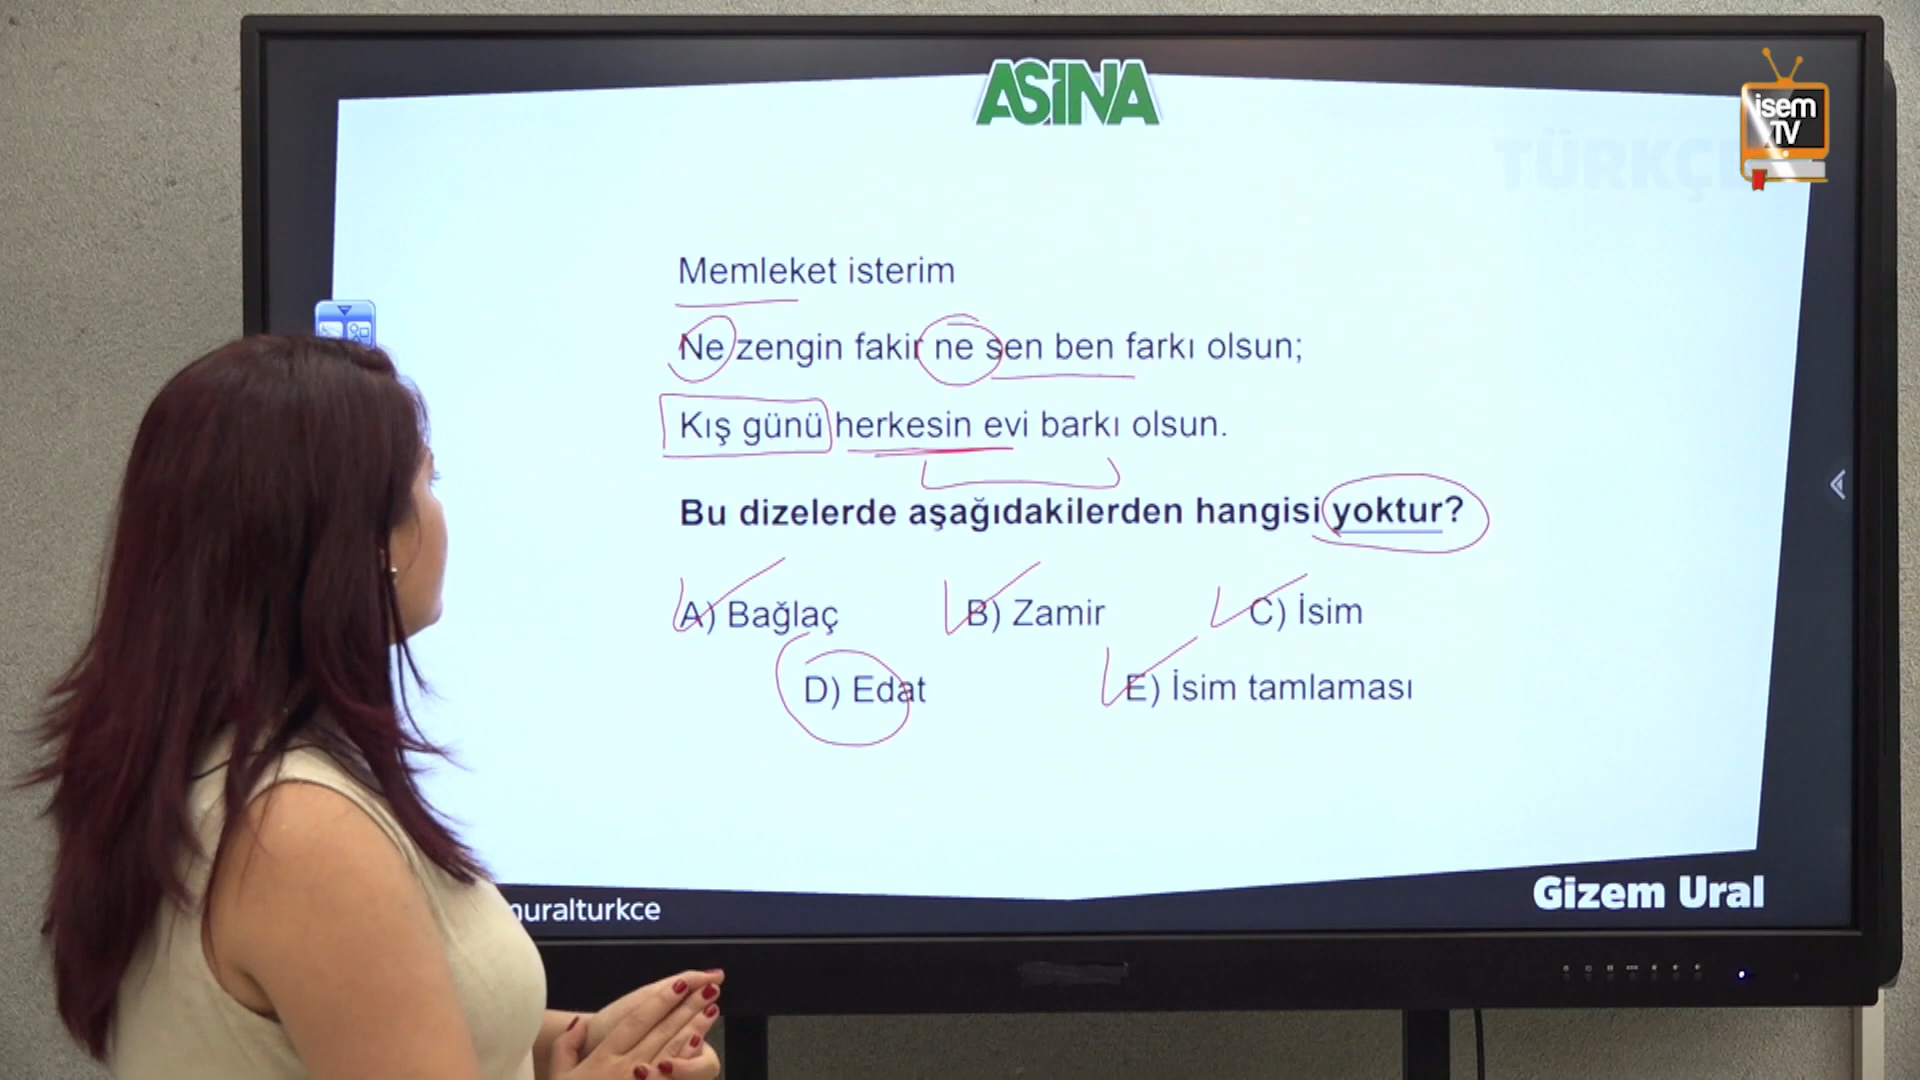 ASİNA
isem
TV
TÜRKÇE
Memleket isterim
Ne zengin fakir ne sen ben farkı olsun;
Kış günü herkesin evi barkı olsun.
Bu dizelerde aşağıdakilerden hangisi yoktur?
A) Bağlaç B) Zamir C) İsim
D) Edat E) İsim tamlaması
uralturkce
Gizem Ural